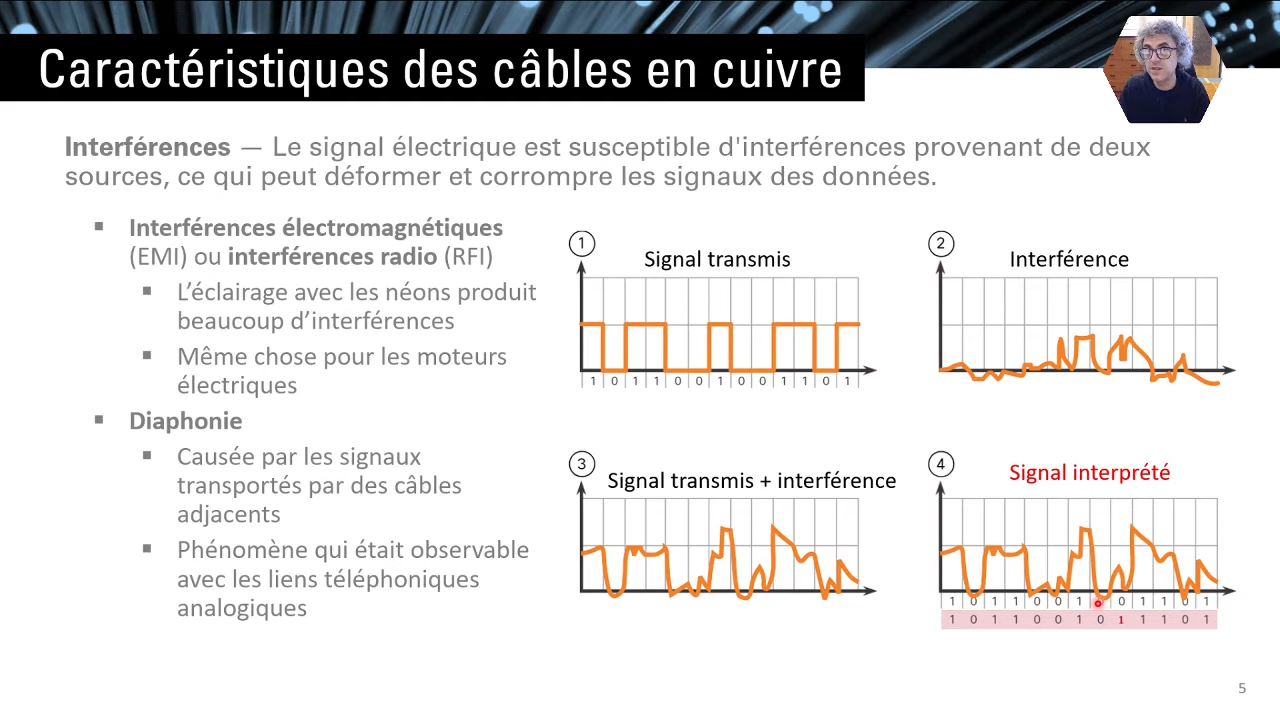 Caractéristiques des câbles en cuivre
Interférences — Le signal électrique est susceptible d'interférences provenant de deux
sources, ce qui peut déformer et corrompre les signaux des données.
▪ Interférences électromagnétiques
(EMI) ou interférences radio (RFI)
▪ L’éclairage avec les néons produit
beaucoup d’interférences
▪ Même chose pour les moteurs
électriques
▪ Diaphonie
▪ Causée par les signaux
transportés par des câbles
adjacents
▪ Phénomène qui était observable
avec les liens téléphoniques
analogiques
1
Signal transmis
1 0 1 1 0 0 1 0 0 1 1 0 1
2
Interférence
3
Signal transmis + interférence
4
Signal interprété
1 0 1 1 0 0 1 0 1 1 0 1
1 0 1 1 0 0 1 0 1 1 1 0 1
5